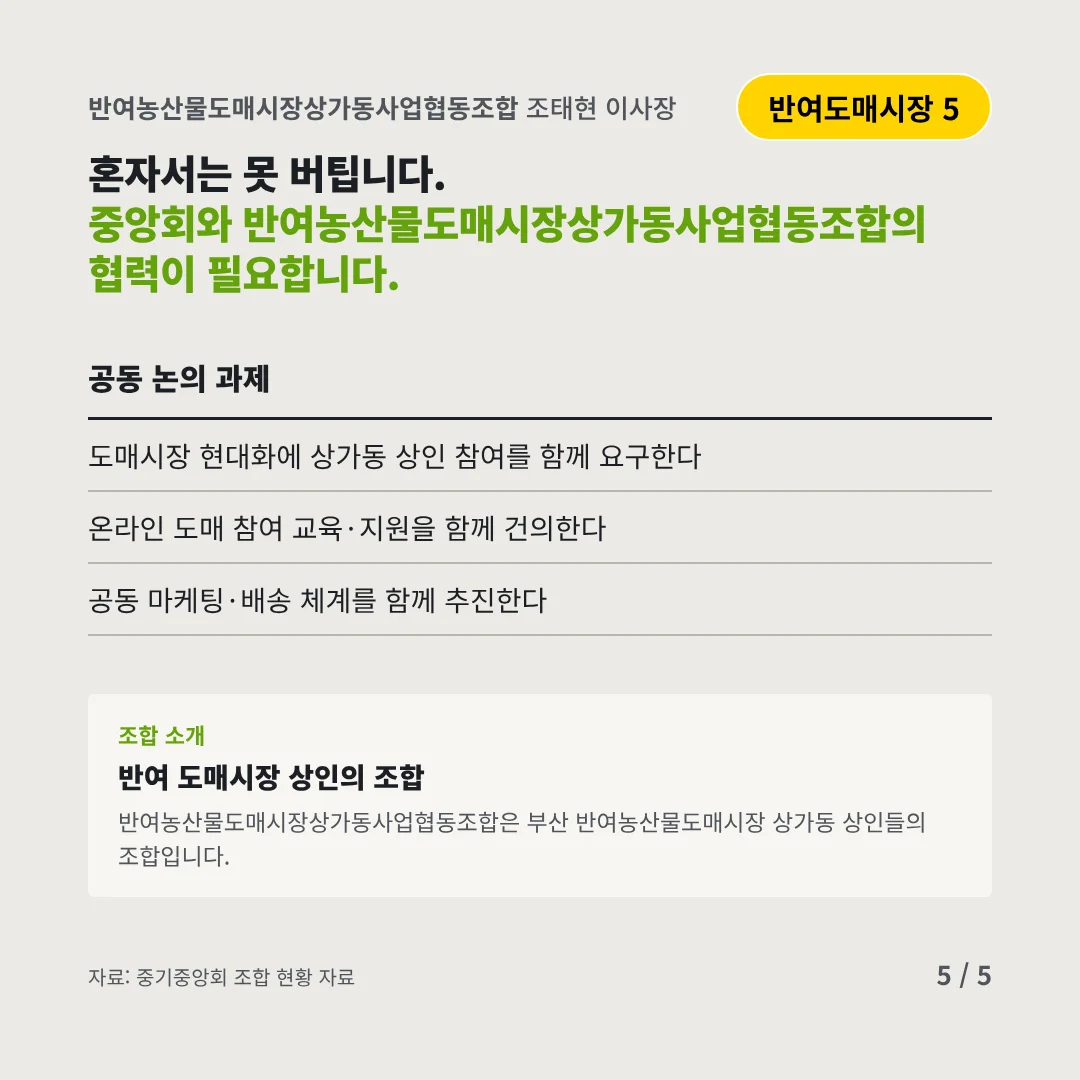 반여농산물도매시장상가동사업협동조합 조태현 이사장
반여도매시장 5
혼자서는 못 버팁니다.
중앙회와 반여농산물도매시장상가동사업협동조합의
협력이 필요합니다.
공동 논의 과제
도매시장 현대화에 상가동 상인 참여를 함께 요구한다
온라인 도매 참여 교육·지원을 함께 건의한다
공동 마케팅·배송 체계를 함께 추진한다
조합 소개
반여 도매시장 상인의 조합
반여농산물도매시장상가동사업협동조합은 부산 반여농산물도매시장 상가동 상인들의
조합입니다.
자료: 중기중앙회 조합 현황 자료
5 / 5